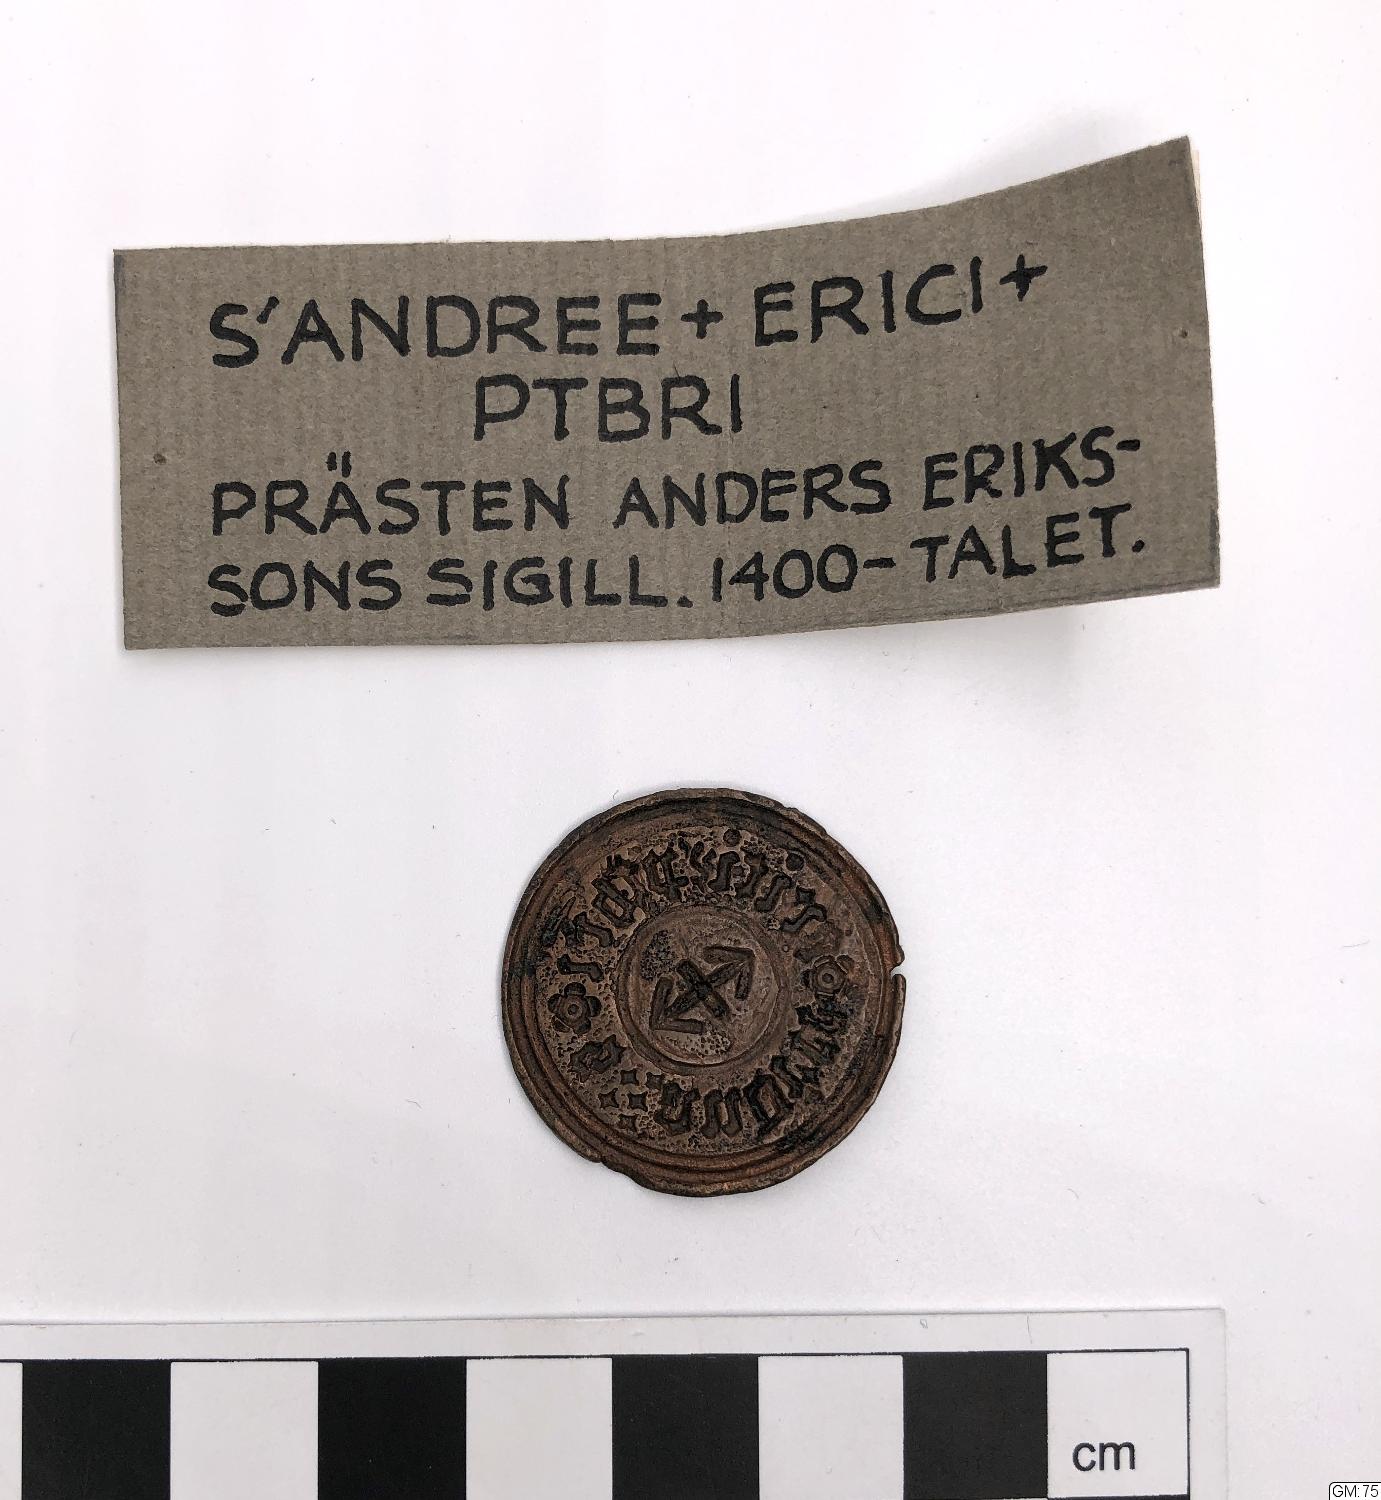 S'ANDREE + ERICI +
PTBRI
PRÄSTEN ANDERS ERIKS-
SONS SIGILL. 1400-TALET.
cm
GM:75